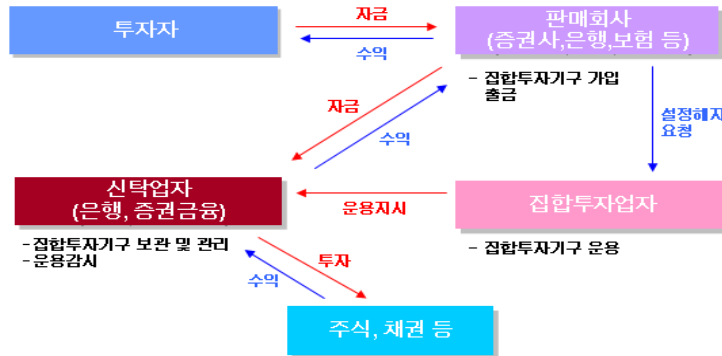 투자자
자금
수익
판매회사
(증권사,은행,보험 등)
- 집합투자기구 가입
출금
자금
수익
설정해지
요청
신탁업자
(은행, 증권금융)
운용지시
집합투자업자
-집합투자기구 보관 및 관리
-운용감시
- 집합투자기구 운용
투자
수익
주식, 채권 등